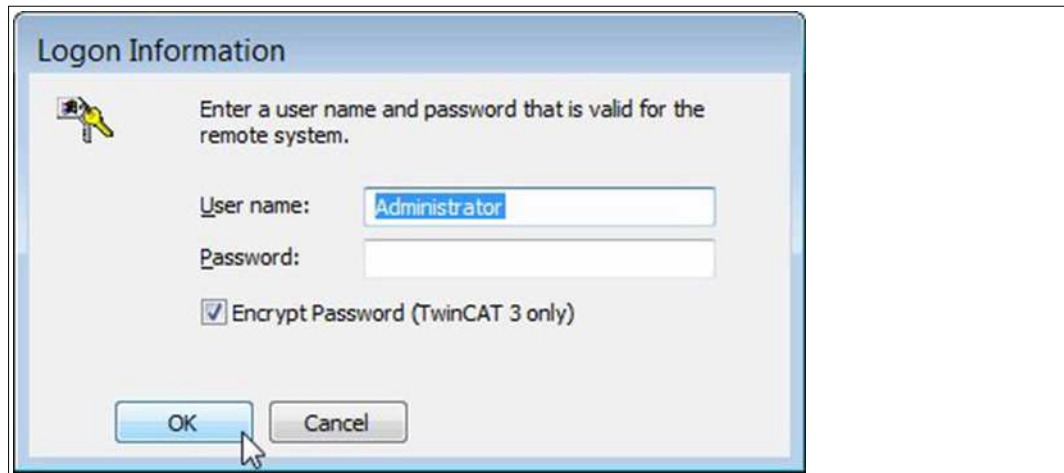 Logon Information
Enter a user name and password that is valid for the
remote system.
User name:
Administrator
Password:
Encrypt Password (TwinCAT 3 only)
OK
Cancel